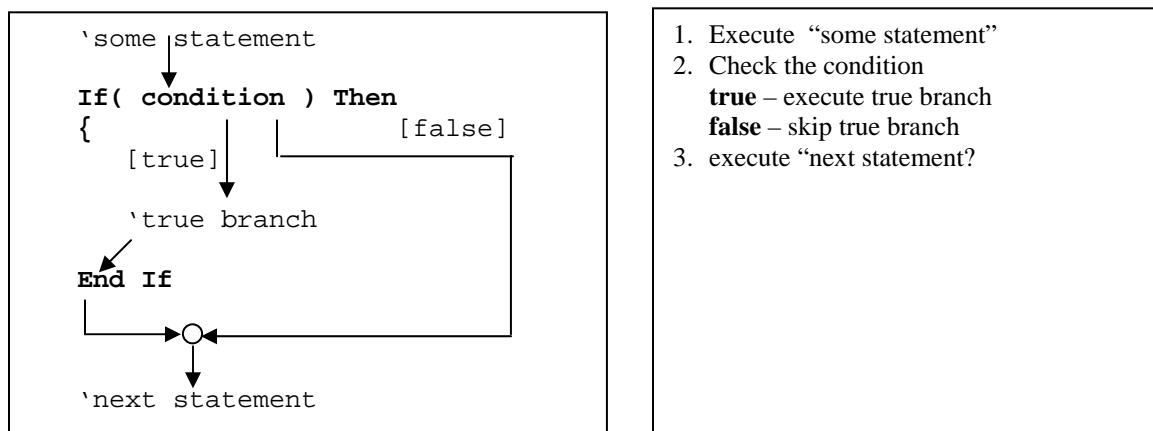 ‘some statement
If( condition ) Then
{ [false]
[true]
‘true branch
End If
‘next statement
1. Execute “some statement”
2. Check the condition
true – execute true branch
false – skip true branch
3. execute “next statement?